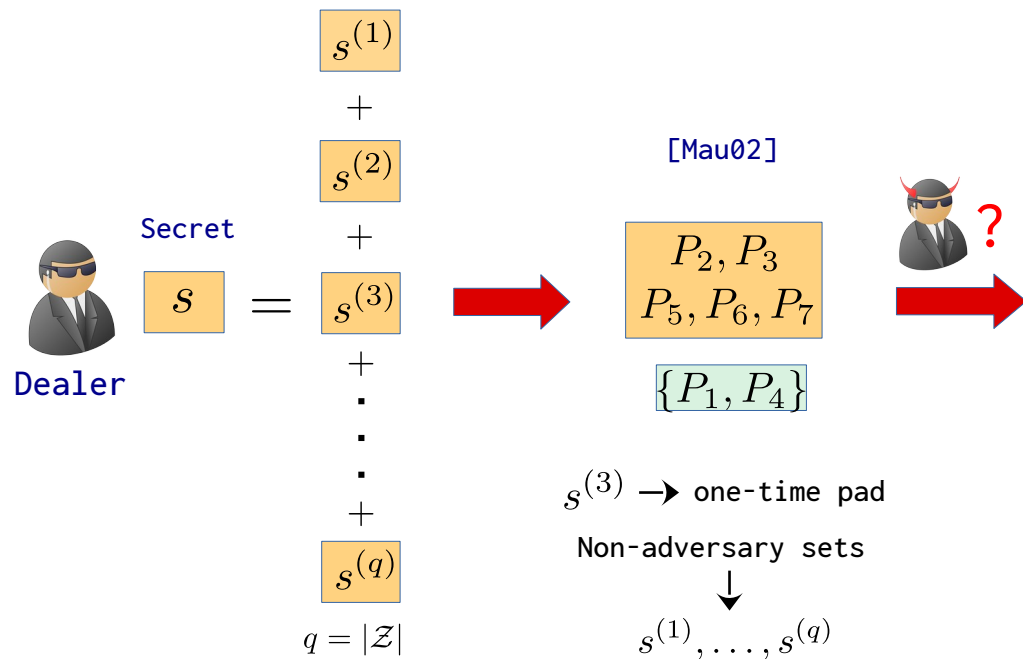 Dealer
Secret
s
=
s^{(1)}
+
s^{(2)}
+
s^{(3)}
+
.
.
.
+
s^{(q)}
q = |𝒵|
[Mau02]
P_2, P_3
P_5, P_6, P_7
{P_1, P_4}
s^{(3)} → one-time pad
Non-adversary sets
↓
s^{(1)}, . . . , s^{(q)}
?